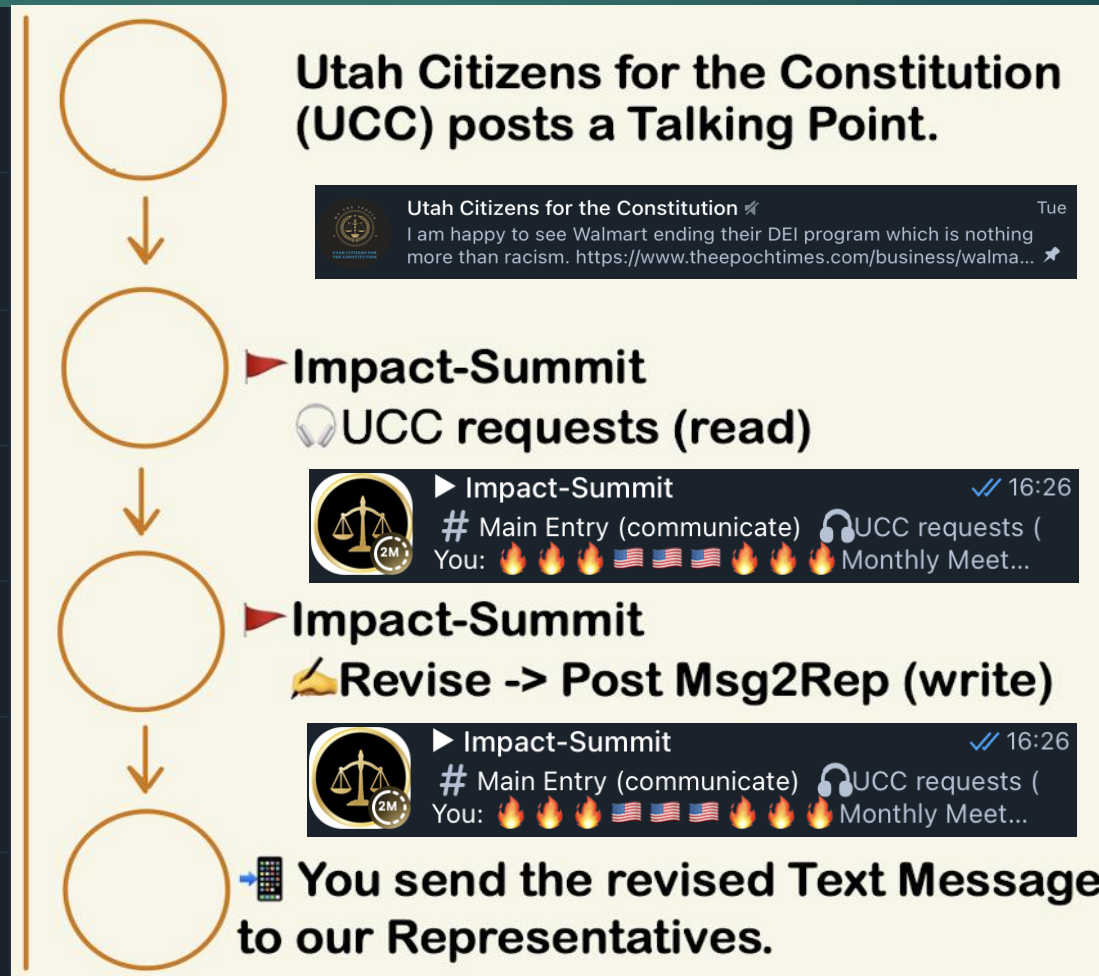 Utah Citizens for the Constitution
(UCC) posts a Talking Point.
Utah Citizens for the Constitution Tue
I am happy to see Walmart ending their DEI program which is nothing
more than racism. https://www.theepochtimes.com/business/walma...
🚩Impact-Summit
🎧UCC requests (read)
▶ Impact-Summit 16:26
# Main Entry (communicate) 🎧UCC requests (
2M
You: 🔥🔥🔥🇺🇸🇺🇸🇺🇸🔥🔥🔥 Monthly Meet...
🚩Impact-Summit
✍Revise -> Post Msg2Rep (write)
▶ Impact-Summit 16:26
# Main Entry (communicate) 🎧UCC requests (
2M
You: 🔥🔥🔥🇺🇸🇺🇸🇺🇸🔥🔥🔥 Monthly Meet...
📲 You send the revised Text Message
to our Representatives.